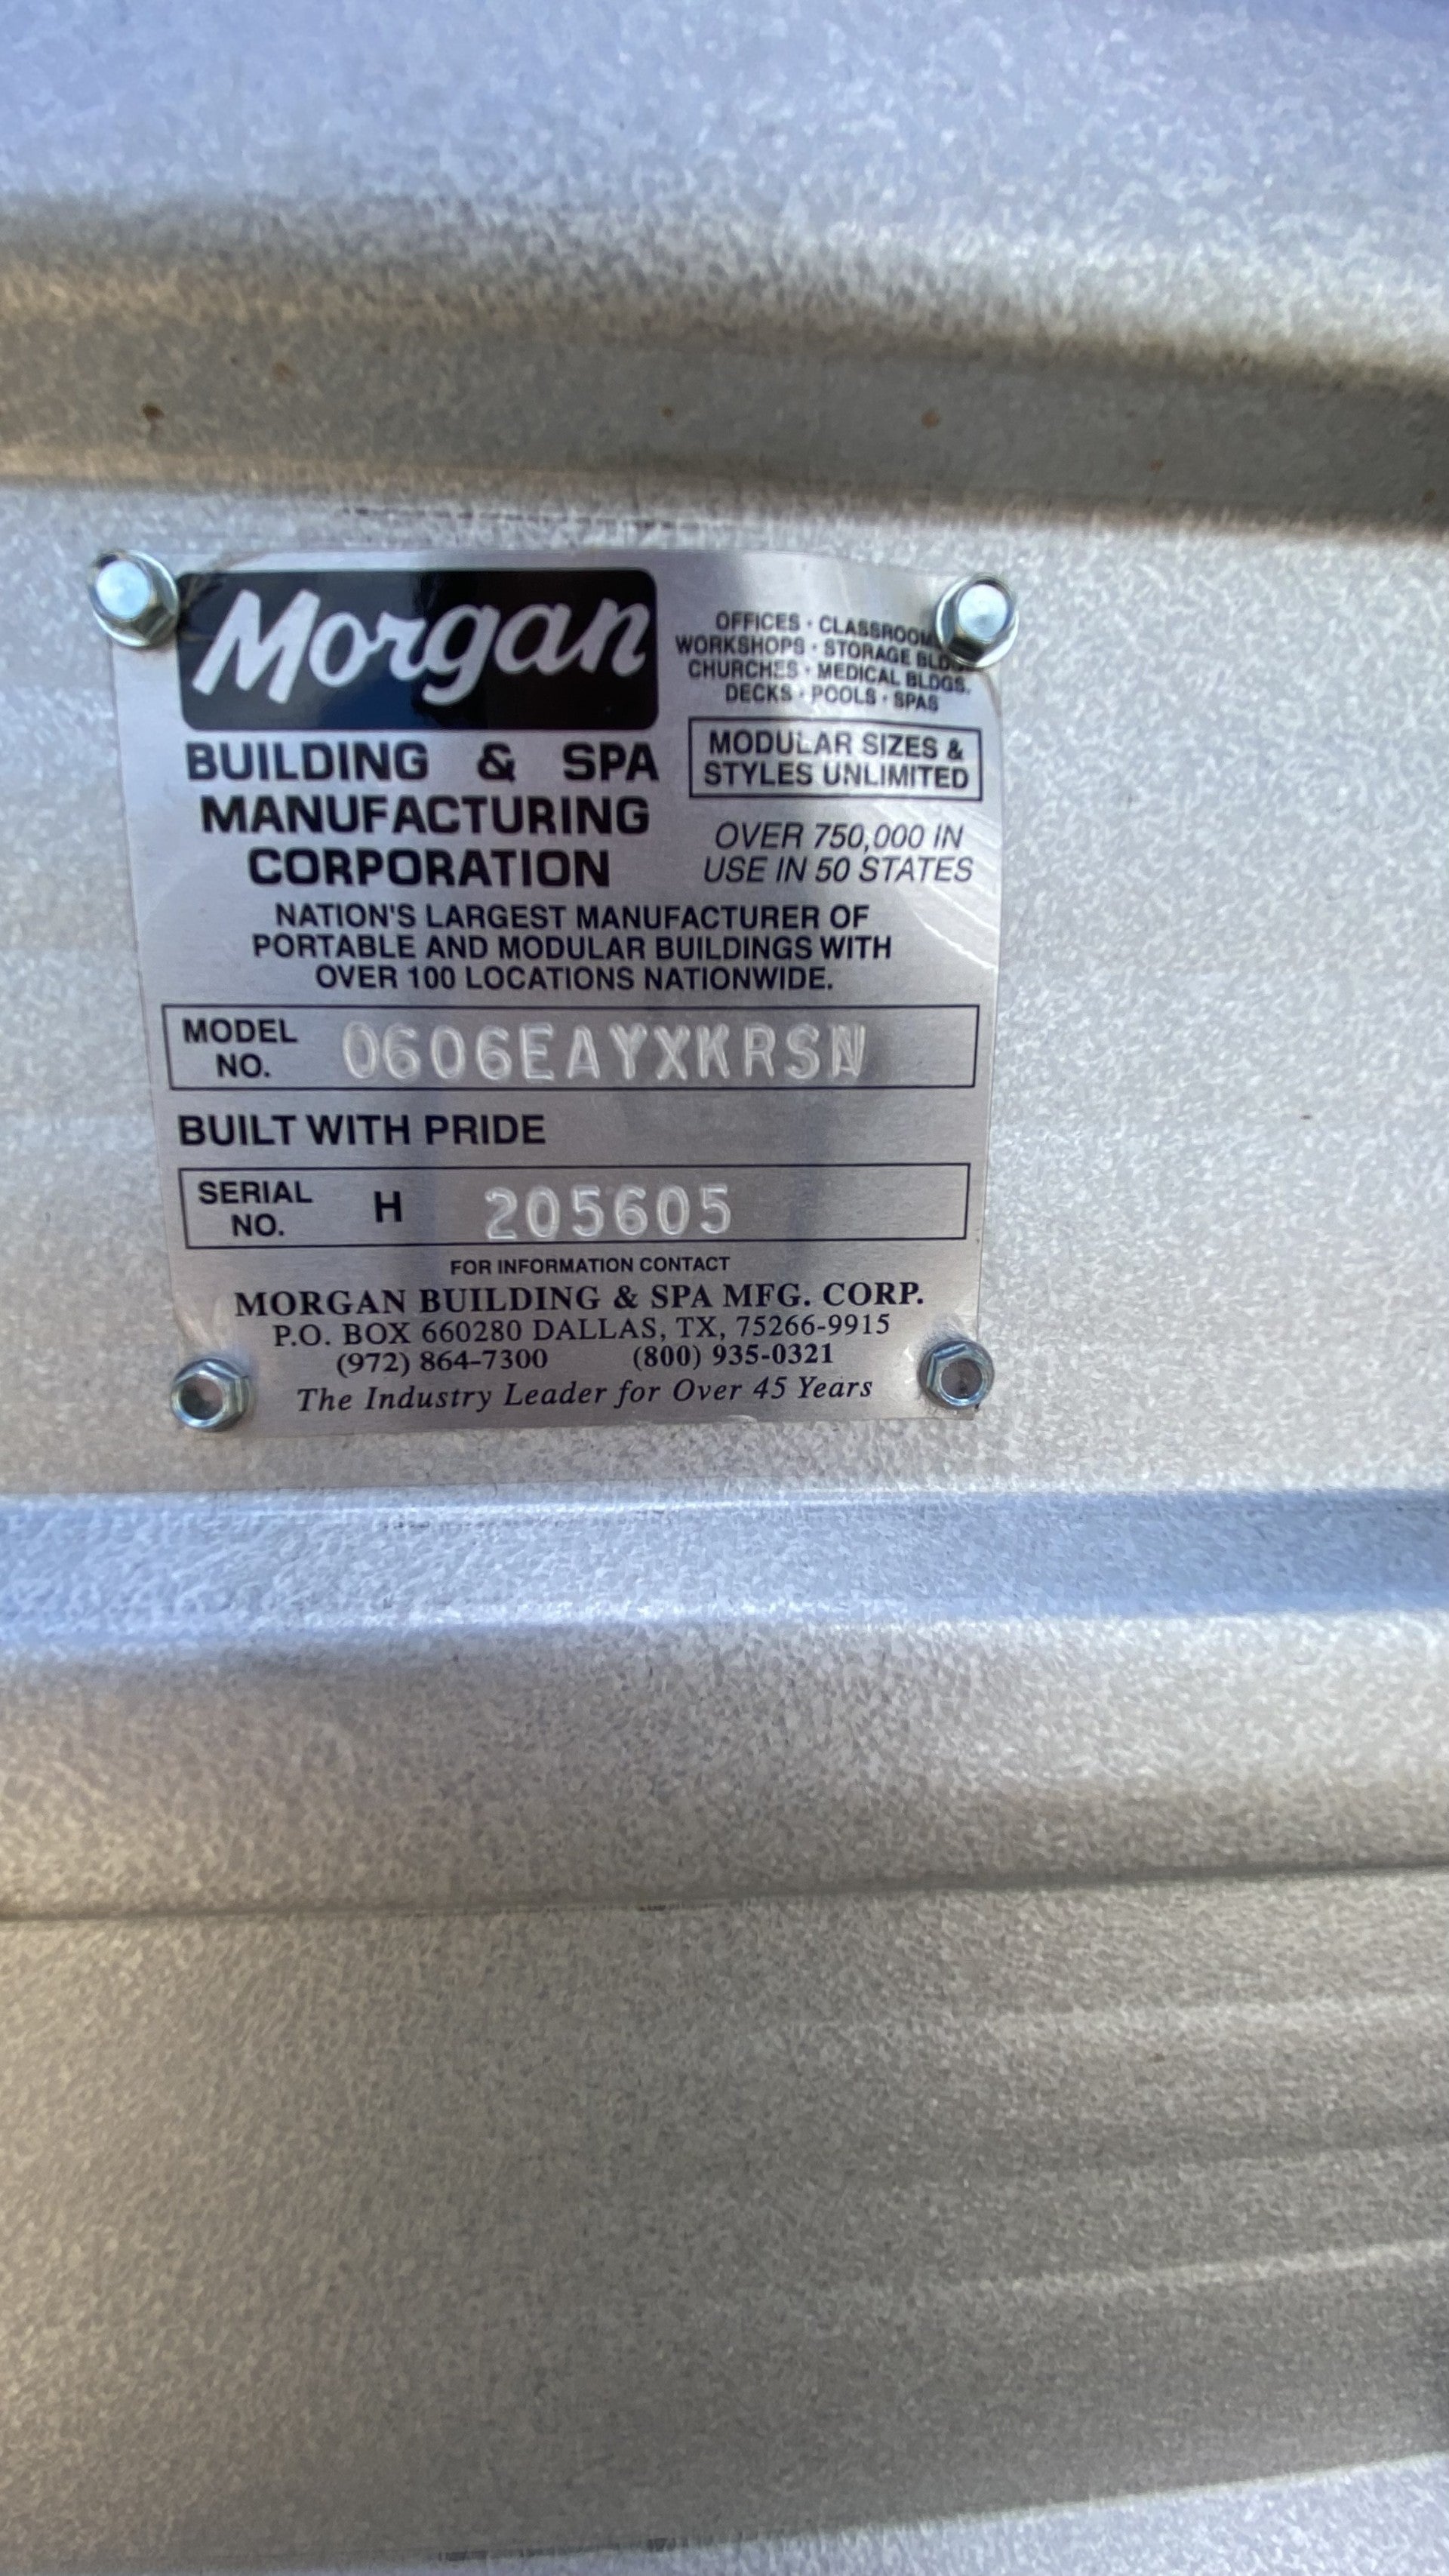 Morgan
BUILDING & SPA
MANUFACTURING
CORPORATION
OFFICES · CLASSROOM
WORKSHOPS · STORAGE
CHURCHES · MEDICAL BLDGS.
DECKS · POOLS · SPAS
MODULAR SIZES &
STYLES UNLIMITED
OVER 750,000 IN
USE IN 50 STATES
NATION'S LARGEST MANUFACTURER OF
PORTABLE AND MODULAR BUILDINGS WITH
OVER 100 LOCATIONS NATIONWIDE.
MODEL
NO. 0606EAYXKRSN
BUILT WITH PRIDE
SERIAL
NO. H 205605
FOR INFORMATION CONTACT
MORGAN BUILDING & SPA MFG. CORP.
P.O. BOX 660280 DALLAS, TX, 75266-9915
(972) 864-7300 (800) 935-0321
The Industry Leader for Over 45 Years